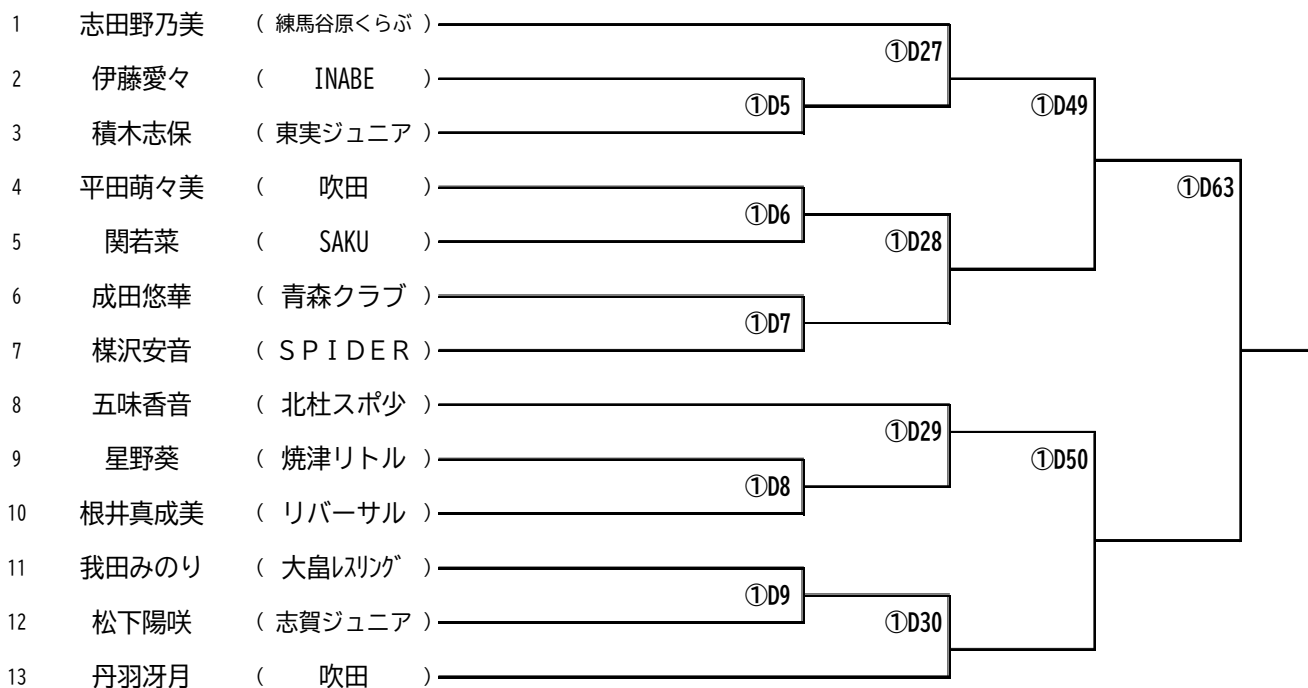 1 志田野乃美 ( 練馬谷原くらぶ )
①D27
2 伊藤愛々 ( INABE )
①D5 ①D49
3 積木志保 ( 東実ジュニア )
4 平田萌々美 ( 吹田 ) ①D63
①D6
5 関若菜 ( SAKU ) ①D28
6 成田悠華 ( 青森クラブ )
①D7
7 楳沢安音 ( ＳＰＩＤＥＲ )
8 五味香音 ( 北杜スポ少 )
①D29
9 星野葵 ( 焼津リトル ) ①D50
①D8
10 根井真成美 ( リバーサル )
11 我田みのり ( 大畠ﾚｽﾘﾝｸﾞ )
①D9
12 松下陽咲 ( 志賀ジュニア ) ①D30
13 丹羽冴月 ( 吹田 )